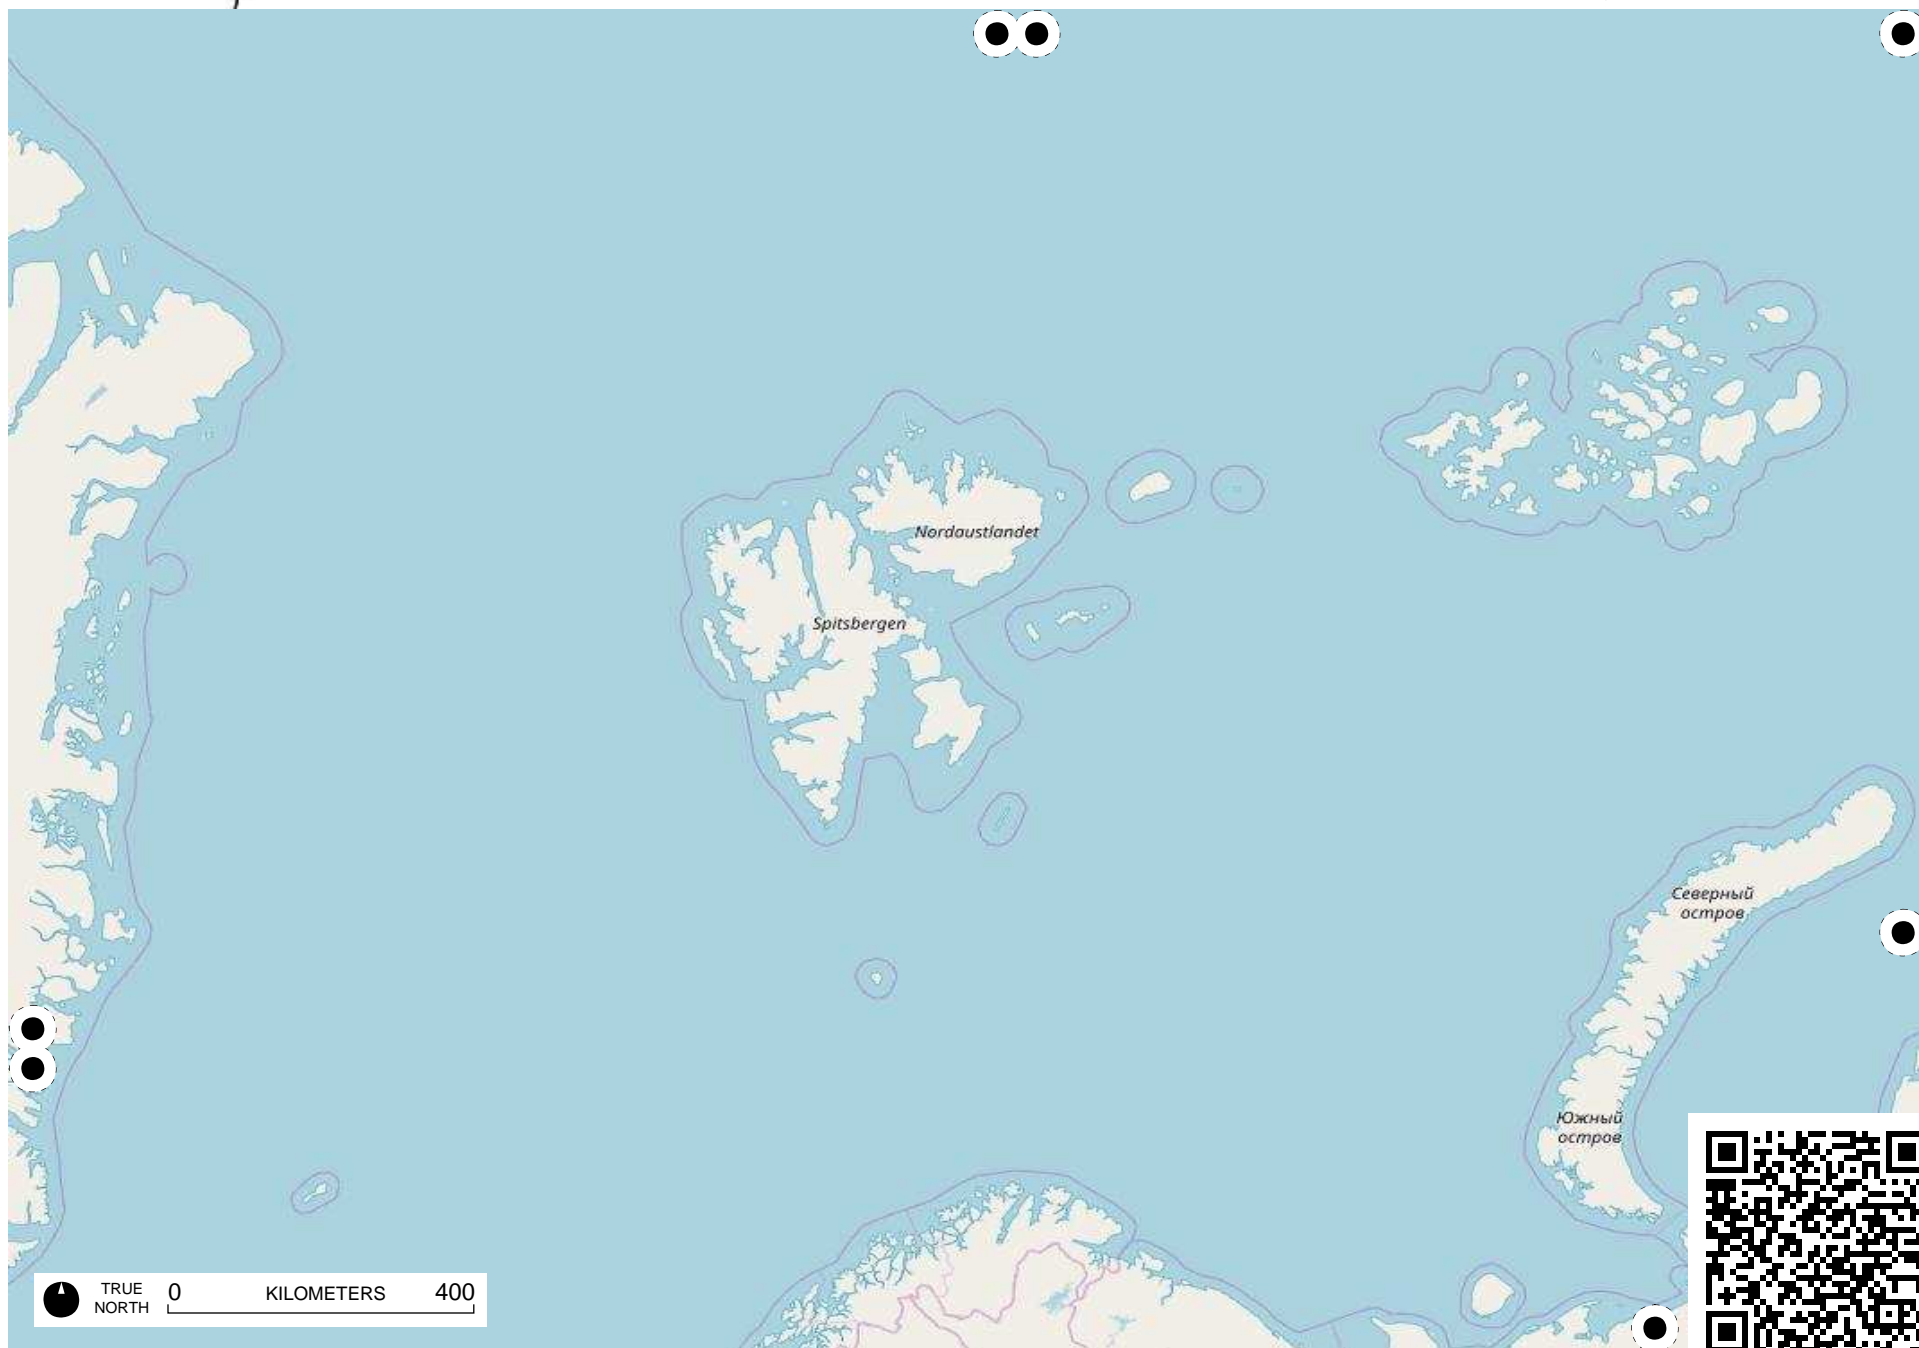 Nordaustlandet
Spitsbergen
Северный
остров
Южный
остров
TRUE
NORTH
0 KILOMETERS 400